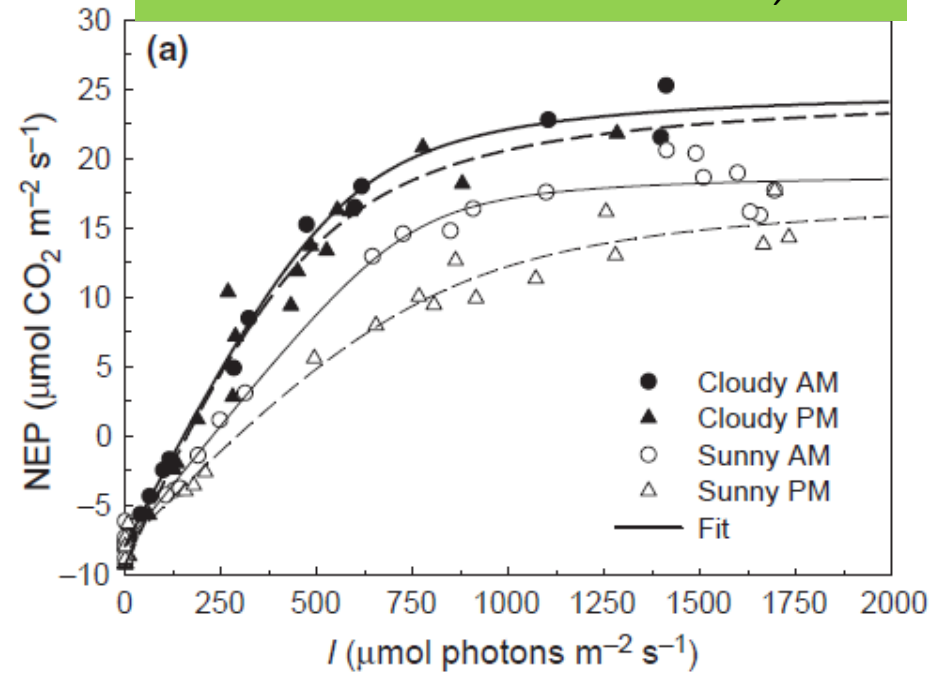 (a)
30
25
20
15
10
5
0
–5
–10
NEP (μmol CO₂ m⁻² s⁻¹)
Cloudy AM
Cloudy PM
Sunny AM
Sunny PM
Fit
0 250 500 750 1000 1250 1500 1750 2000
I (μmol photons m⁻² s⁻¹)